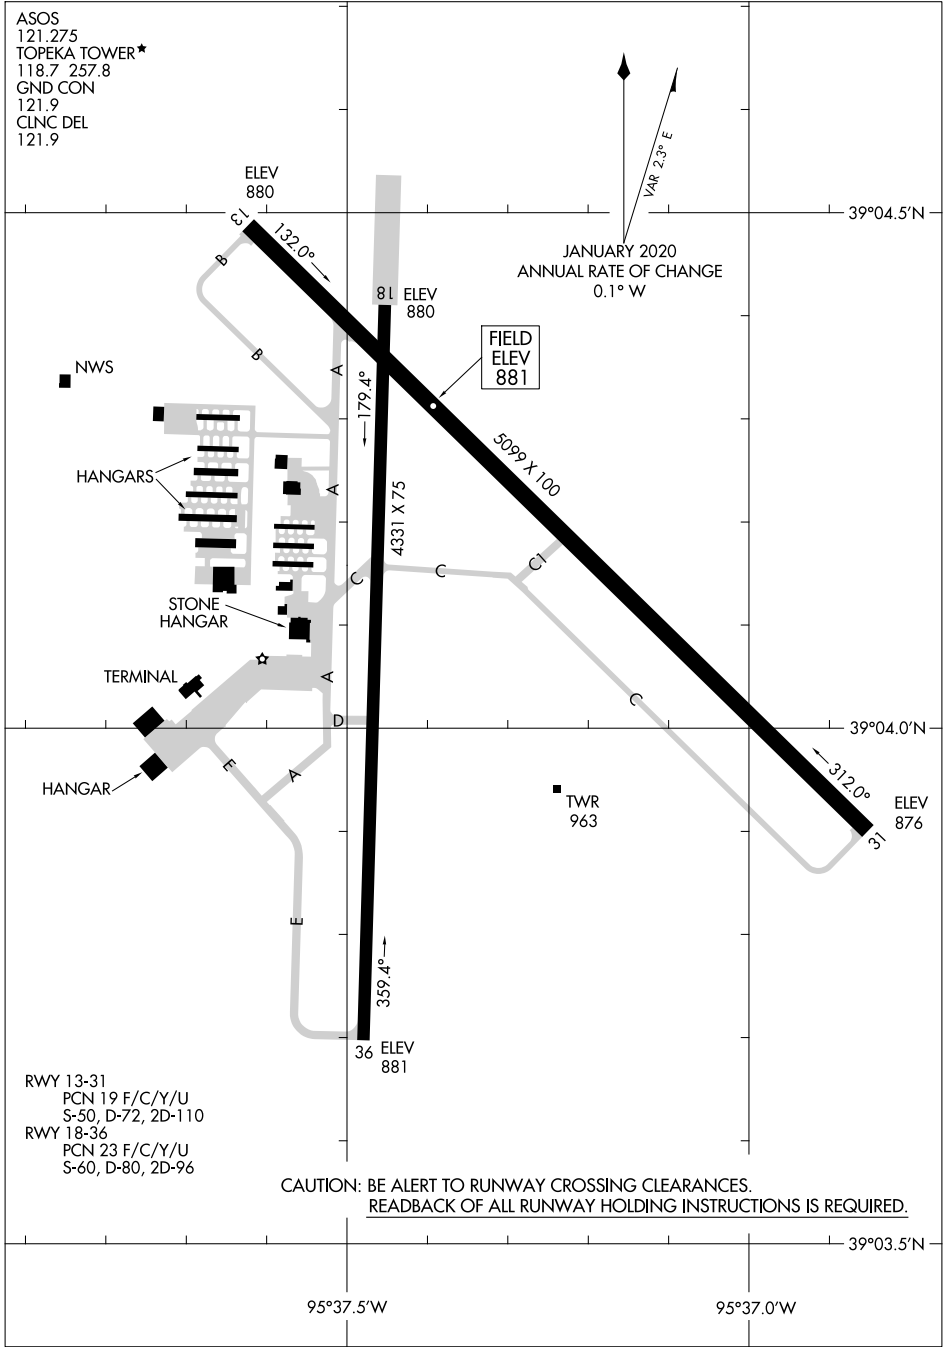 ASOS
121.275
TOPEKA TOWER★
118.7 257.8
GND CON
121.9
CLNC DEL
121.9
VAR 2.3° E
JANUARY 2020
ANNUAL RATE OF CHANGE
0.1° W
39°04.5'N
ELEV
880
13
132.0°
B
B
18
ELEV
880
FIELD
ELEV
881
NWS
A
179.4°
5099 X 100
HANGARS
A
4331 X 75
C
C
C1
STONE
HANGAR
TERMINAL
A
C
D
39°04.0'N
E
A
HANGAR
TWR
963
312.0°
ELEV
876
31
E
359.4°
36
ELEV
881
RWY 13-31
PCN 19 F/C/Y/U
S-50, D-72, 2D-110
RWY 18-36
PCN 23 F/C/Y/U
S-60, D-80, 2D-96
CAUTION: BE ALERT TO RUNWAY CROSSING CLEARANCES.
READBACK OF ALL RUNWAY HOLDING INSTRUCTIONS IS REQUIRED.
39°03.5'N
95°37.5'W
95°37.0'W